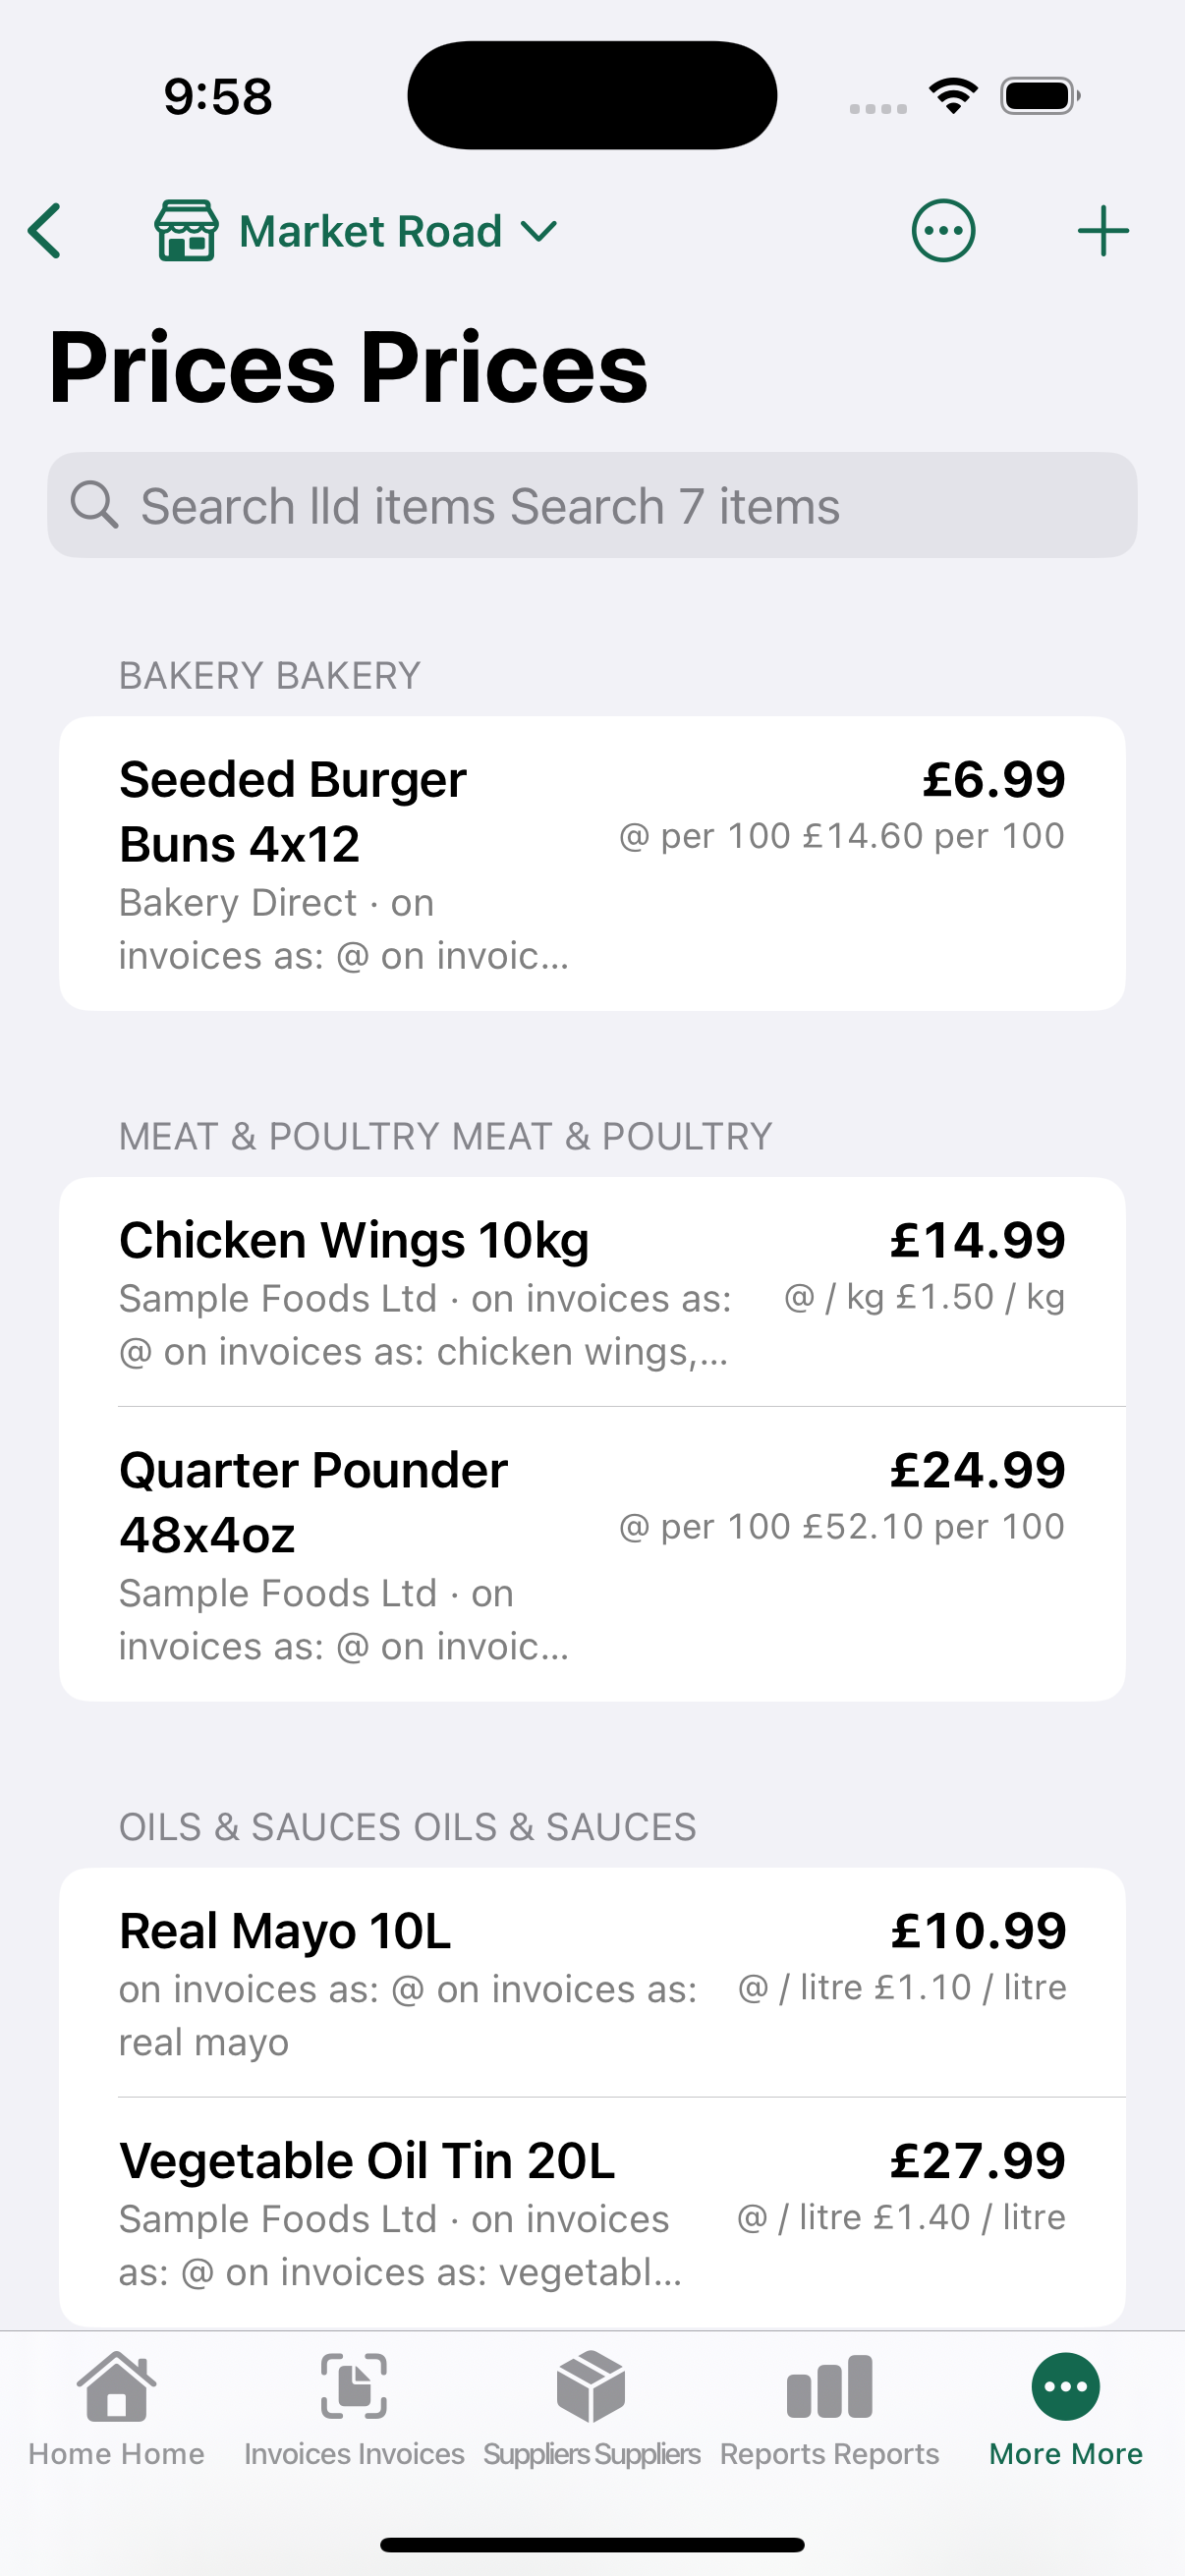 9:58
Market Road
Prices Prices
Search lld items Search 7 items
BAKERY BAKERY
Seeded Burger
Buns 4x12
£6.99
@ per 100 £14.60 per 100
Bakery Direct · on
invoices as: @ on invoic...
MEAT & POULTRY MEAT & POULTRY
Chicken Wings 10kg
£14.99
Sample Foods Ltd · on invoices as:
@ on invoices as: chicken wings,...
@ / kg £1.50 / kg
Quarter Pounder
48x4oz
£24.99
@ per 100 £52.10 per 100
Sample Foods Ltd · on
invoices as: @ on invoic...
OILS & SAUCES OILS & SAUCES
Real Mayo 10L
£10.99
on invoices as: @ on invoices as:
real mayo
@ / litre £1.10 / litre
Vegetable Oil Tin 20L
£27.99
Sample Foods Ltd · on invoices
as: @ on invoices as: vegetabl...
@ / litre £1.40 / litre
Home Home
Invoices Invoices
Suppliers Suppliers
Reports Reports
More More